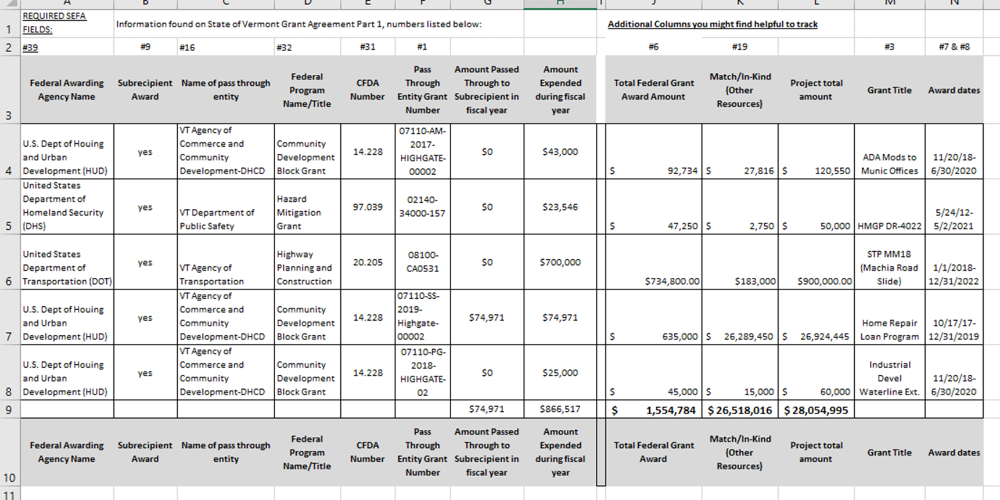 A B C D E F G H I J K L M N
1 REQUIRED SEFA FIELDS: Information found on State of Vermont Grant Agreement Part 1, numbers listed below: Additional Columns you might find helpful to track
2 #39 #9 #16 #32 #31 #1 #6 #19 #3 #7 & #8
3 Federal Awarding Agency Name Subrecipient Award Name of pass through entity Federal Program Name/Title CFDA Number Pass Through Entity Grant Number Amount Passed Through to Subrecipient in fiscal year Amount Expended during fiscal year Total Federal Grant Award Amount Match/In-Kind (Other Resources) Project total amount Grant Title Award dates
4 U.S. Dept of Houing and Urban Development (HUD) yes VT Agency of Commerce and Community Development-DHCD Community Development Block Grant 14.228 07110-AM-2017-HIGHGATE-00002 $0 $43,000 $ 92,734 $ 27,816 $ 120,550 ADA Mods to Munic Offices 11/20/18-6/30/2020
5 United States Department of Homeland Security (DHS) yes VT Department of Public Safety Hazard Mitigation Grant 97.039 02140-34000-157 $0 $23,546 $ 47,250 $ 2,750 $ 50,000 HMGP DR-4022 5/24/12-5/2/2021
6 United States Department of Transportation (DOT) yes VT Agency of Transportation Highway Planning and Construction 20.205 08100-CA0531 $0 $700,000 $734,800.00 $183,000 $900,000.00 STP MM18 (Machia Road Slide) 1/1/2018-12/31/2022
7 U.S. Dept of Houing and Urban Development (HUD) yes VT Agency of Commerce and Community Development-DHCD Community Development Block Grant 14.228 07110-SS-2019-Highgate-00002 $74,971 $74,971 $ 635,000 $ 26,289,450 $ 26,924,445 Home Repair Loan Program 10/17/17-12/31/2019
8 U.S. Dept of Houing and Urban Development (HUD) yes VT Agency of Commerce and Community Development-DHCD Community Development Block Grant 14.228 07110-PG-2018-HIGHGATE-02 $0 $25,000 $ 45,000 $ 15,000 $ 60,000 Industrial Devel Waterline Ext. 11/20/18-6/30/2020
9 $74,971 $866,517 $ 1,554,784 $ 26,518,016 $ 28,054,995
10 Federal Awarding Agency Name Subrecipient Award Name of pass through entity Federal Program Name/Title CFDA Number Pass Through Entity Grant Number Amount Passed Through to Subrecipient in fiscal year Amount Expended during fiscal year Total Federal Grant Award Match/In-Kind (Other Resources) Project total amount Grant Title Award dates
11